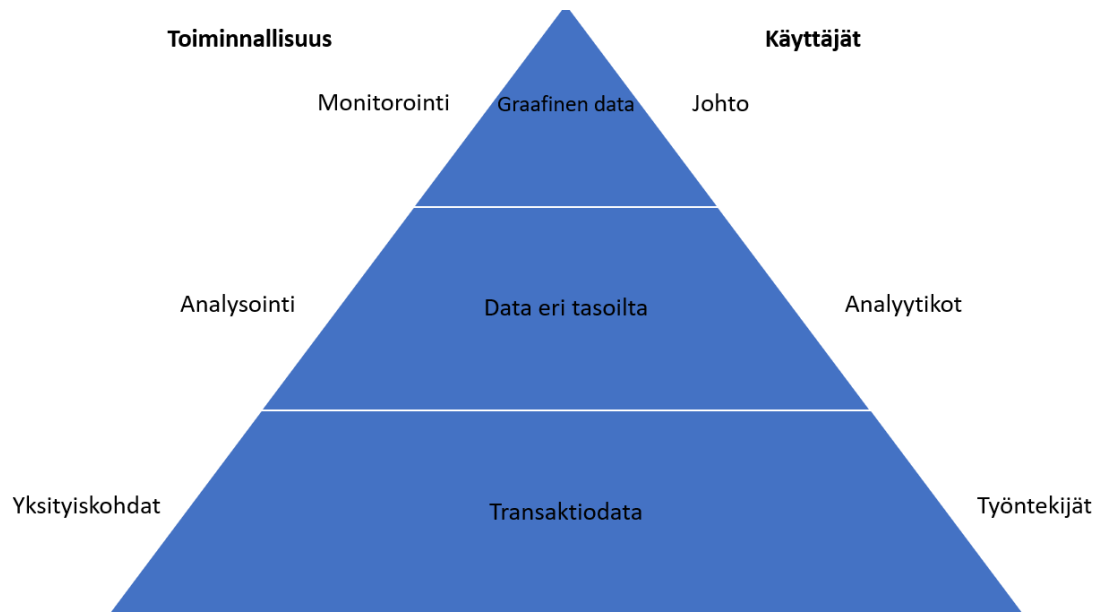 Toiminnallisuus
Käyttäjät
Monitorointi
Graafinen data
Johto
Analysointi
Data eri tasoilta
Analyytikot
Yksityiskohdat
Transaktiodata
Työntekijät